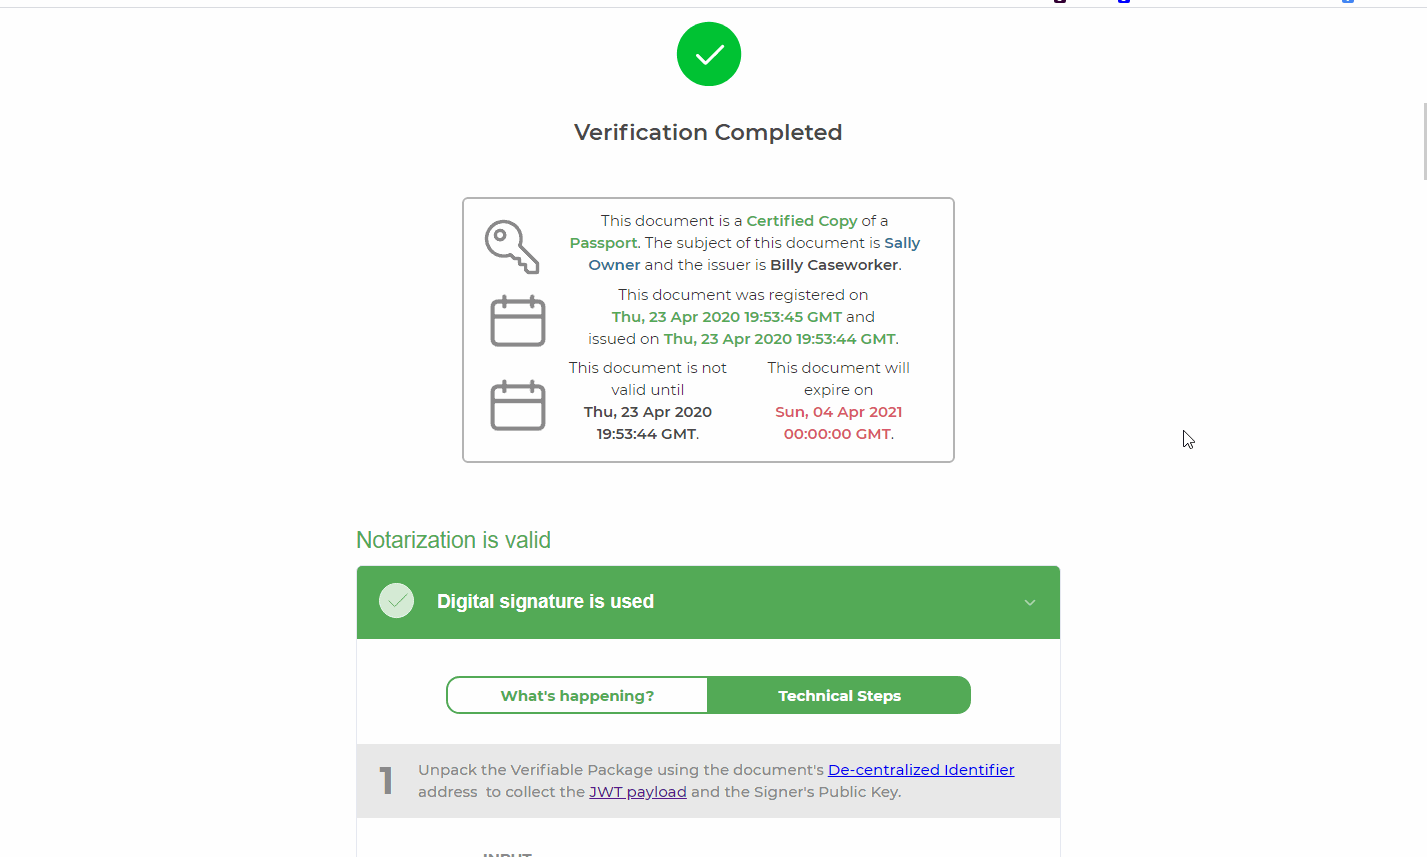 Verification Completed
This document is a Certified Copy of a
Passport. The subject of this document is Sally
Owner and the issuer is Billy Caseworker.
This document was registered on
Thu, 23 Apr 2020 19:53:45 GMT and
issued on Thu, 23 Apr 2020 19:53:44 GMT.
This document is not
valid until
Thu, 23 Apr 2020
19:53:44 GMT.
This document will
expire on
Sun, 04 Apr 2021
00:00:00 GMT.
Notarization is valid
Digital signature is used
What's happening?
Technical Steps
1
Unpack the Verifiable Package using the document's De-centralized Identifier
address to collect the JWT payload and the Signer's Public Key.
INPUT